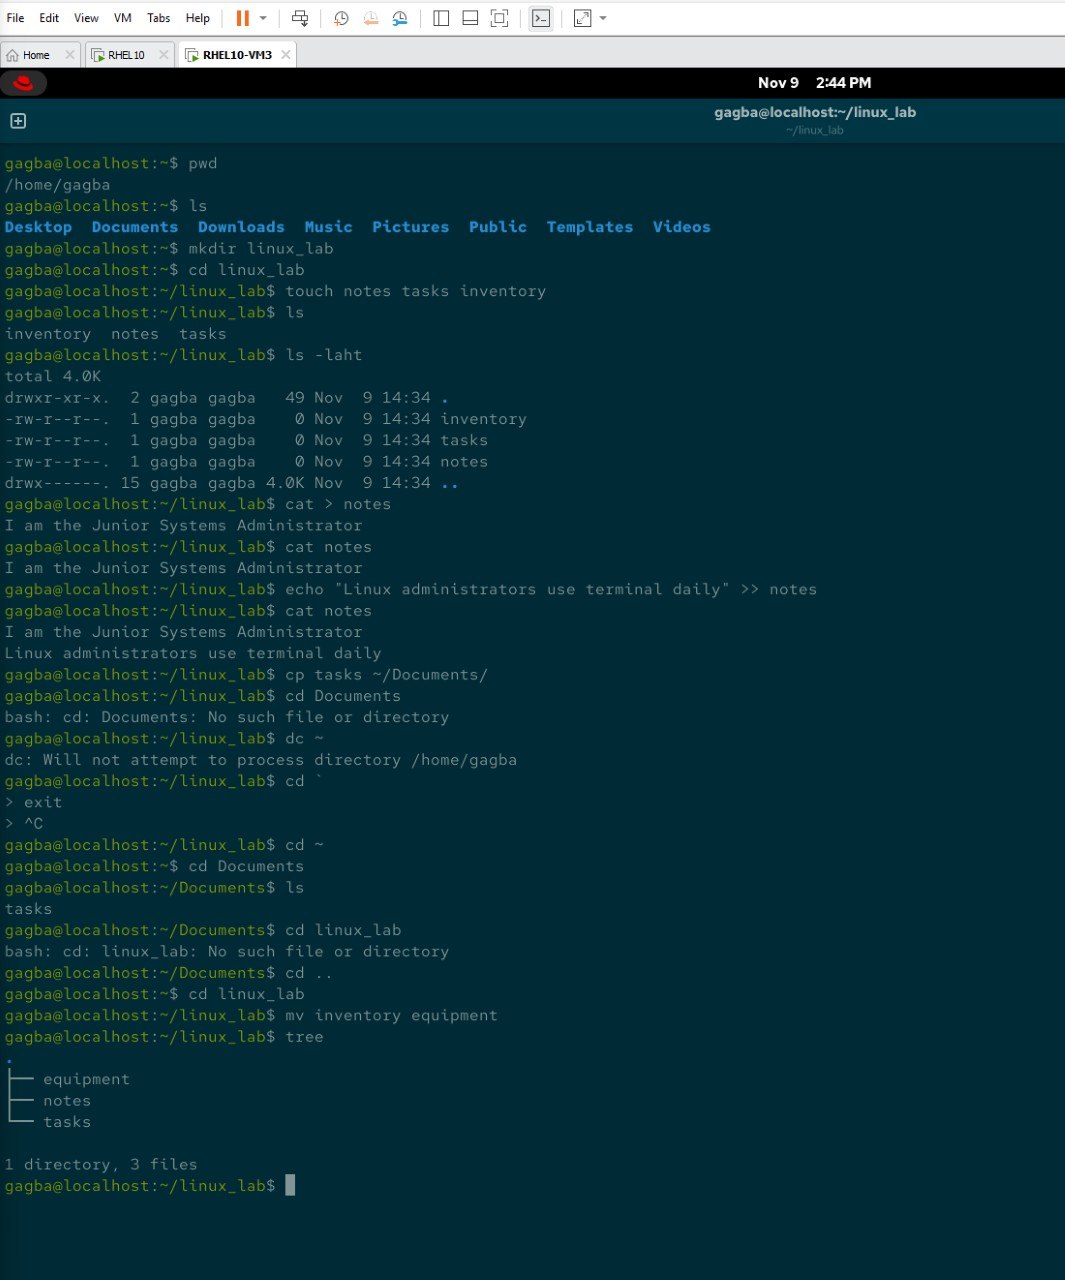 File Edit View VM Tabs Help
Home RHEL10 RHEL10-VM3
Nov 9 2:44 PM
gagba@localhost:~/linux_lab
~/linux_lab
gagba@localhost:~$ pwd
/home/gagba
gagba@localhost:~$ ls
Desktop Documents Downloads Music Pictures Public Templates Videos
gagba@localhost:~$ mkdir linux_lab
gagba@localhost:~$ cd linux_lab
gagba@localhost:~/linux_lab$ touch notes tasks inventory
gagba@localhost:~/linux_lab$ ls
inventory notes tasks
gagba@localhost:~/linux_lab$ ls -laht
total 4.0K
drwxr-xr-x. 2 gagba gagba 49 Nov 9 14:34 .
-rw-r--r--. 1 gagba gagba 0 Nov 9 14:34 inventory
-rw-r--r--. 1 gagba gagba 0 Nov 9 14:34 tasks
-rw-r--r--. 1 gagba gagba 0 Nov 9 14:34 notes
drwx------. 15 gagba gagba 4.0K Nov 9 14:34 ..
gagba@localhost:~/linux_lab$ cat > notes
I am the Junior Systems Administrator
gagba@localhost:~/linux_lab$ cat notes
I am the Junior Systems Administrator
gagba@localhost:~/linux_lab$ echo "Linux administrators use terminal daily" >> notes
gagba@localhost:~/linux_lab$ cat notes
I am the Junior Systems Administrator
Linux administrators use terminal daily
gagba@localhost:~/linux_lab$ cp tasks ~/Documents/
gagba@localhost:~/linux_lab$ cd Documents
bash: cd: Documents: No such file or directory
gagba@localhost:~/linux_lab$ dc ~
dc: Will not attempt to process directory /home/gagba
gagba@localhost:~/linux_lab$ cd `
> exit
> ^C
gagba@localhost:~/linux_lab$ cd ~
gagba@localhost:~$ cd Documents
gagba@localhost:~/Documents$ ls
tasks
gagba@localhost:~/Documents$ cd linux_lab
bash: cd: linux_lab: No such file or directory
gagba@localhost:~/Documents$ cd ..
gagba@localhost:~$ cd linux_lab
gagba@localhost:~/linux_lab$ mv inventory equipment
gagba@localhost:~/linux_lab$ tree
.
├── equipment
├── notes
└── tasks
1 directory, 3 files
gagba@localhost:~/linux_lab$